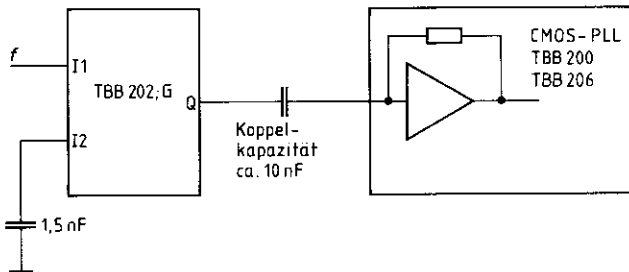 f
I1
TBB 202; G
Q
I2
1,5 nF
Koppel-
kapazität
ca. 10 nF
CMOS-PLL
TBB 200
TBB 206